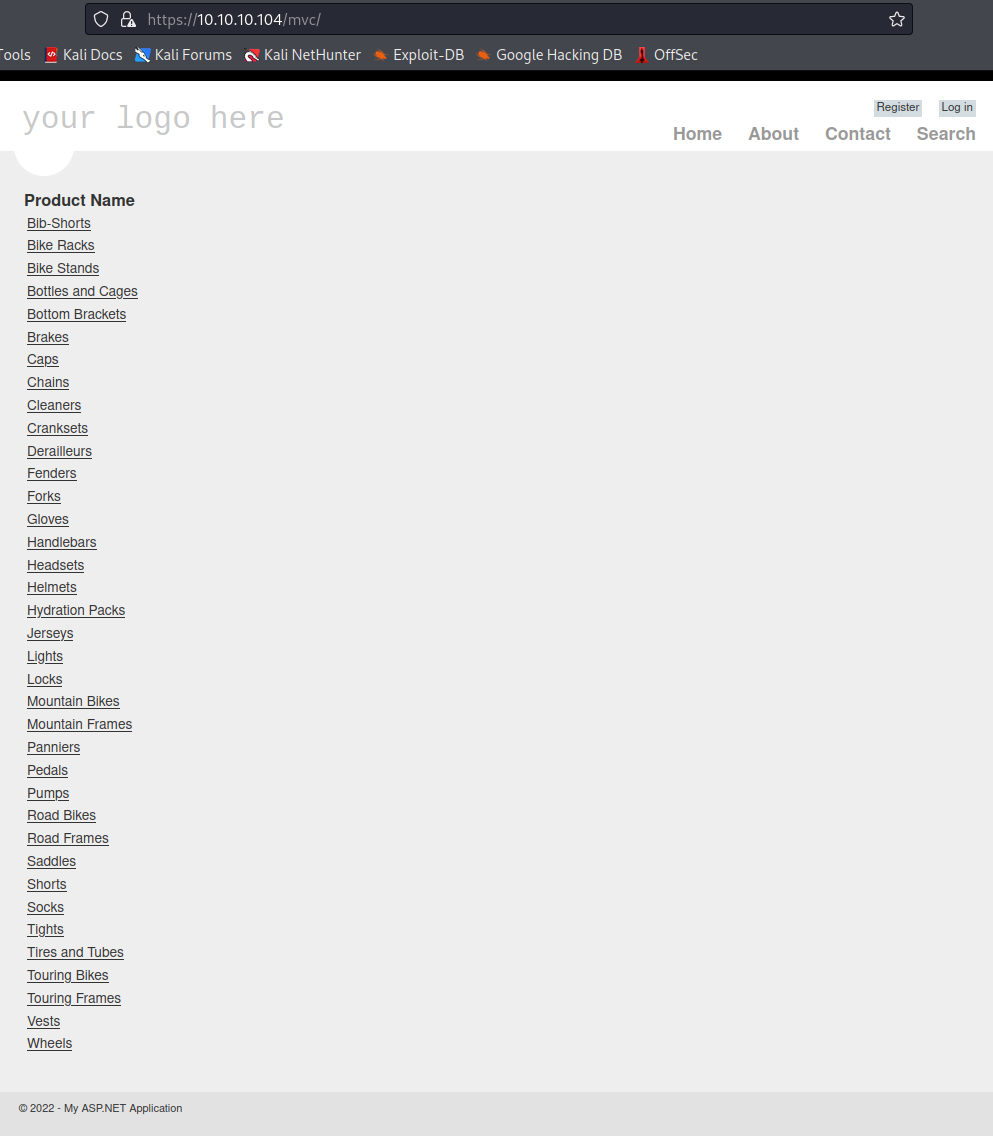 https://10.10.10.104/mvc/
Tools Kali Docs Kali Forums Kali NetHunter Exploit-DB Google Hacking DB OffSec
Register Log in
your logo here
Home About Contact Search
Product Name
Bib-Shorts
Bike Racks
Bike Stands
Bottles and Cages
Bottom Brackets
Brakes
Caps
Chains
Cleaners
Cranksets
Derailleurs
Fenders
Forks
Gloves
Handlebars
Headsets
Helmets
Hydration Packs
Jerseys
Lights
Locks
Mountain Bikes
Mountain Frames
Panniers
Pedals
Pumps
Road Bikes
Road Frames
Saddles
Shorts
Socks
Tights
Tires and Tubes
Touring Bikes
Touring Frames
Vests
Wheels
© 2022 - My ASP.NET Application